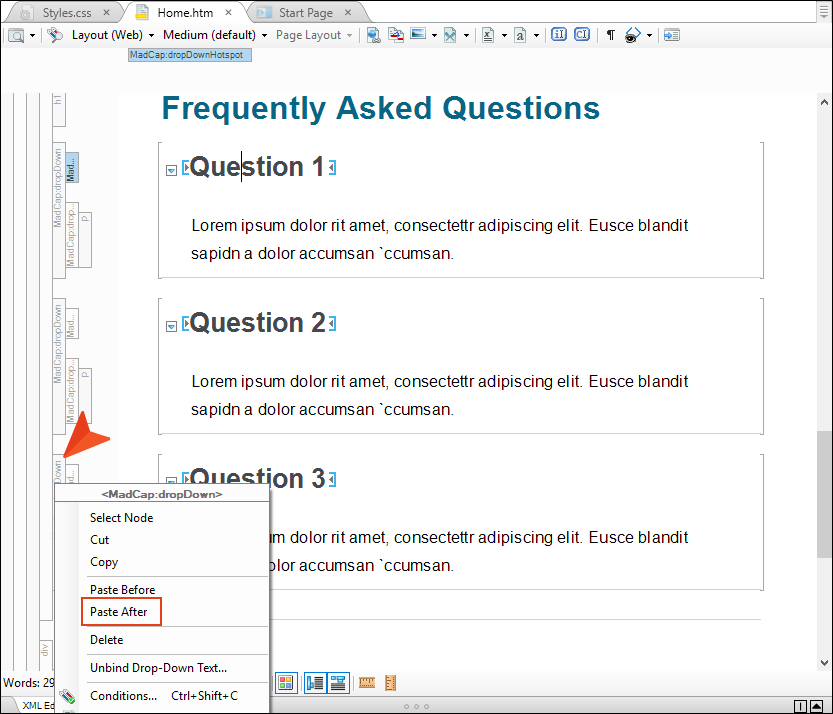 Styles.css
Home.htm
Start Page
Layout (Web)
Medium (default)
Page Layout
MadCap:dropDownHotspot
Frequently Asked Questions
h1
MadCap:dropDown
Mad...
MadCap:drop...
p
Question 1
Lorem ipsum dolor rit amet, consectettr adipiscing elit. Eusce blandit
sapidn a dolor accumsan `ccumsan.
MadCap:dropDown
Mad...
MadCap:drop...
p
Question 2
Lorem ipsum dolor rit amet, consectettr adipiscing elit. Eusce blandit
sapidn a dolor accumsan `ccumsan.
Down
Question 3
m dolor rit amet, consectettr adipiscing elit. Eusce blandit
olor accumsan `ccumsan.
<MadCap:dropDown>
Select Node
Cut
Copy
Paste Before
Paste After
Delete
Unbind Drop-Down Text...
Conditions... Ctrl+Shift+C
div
Words: 29
XML Ed